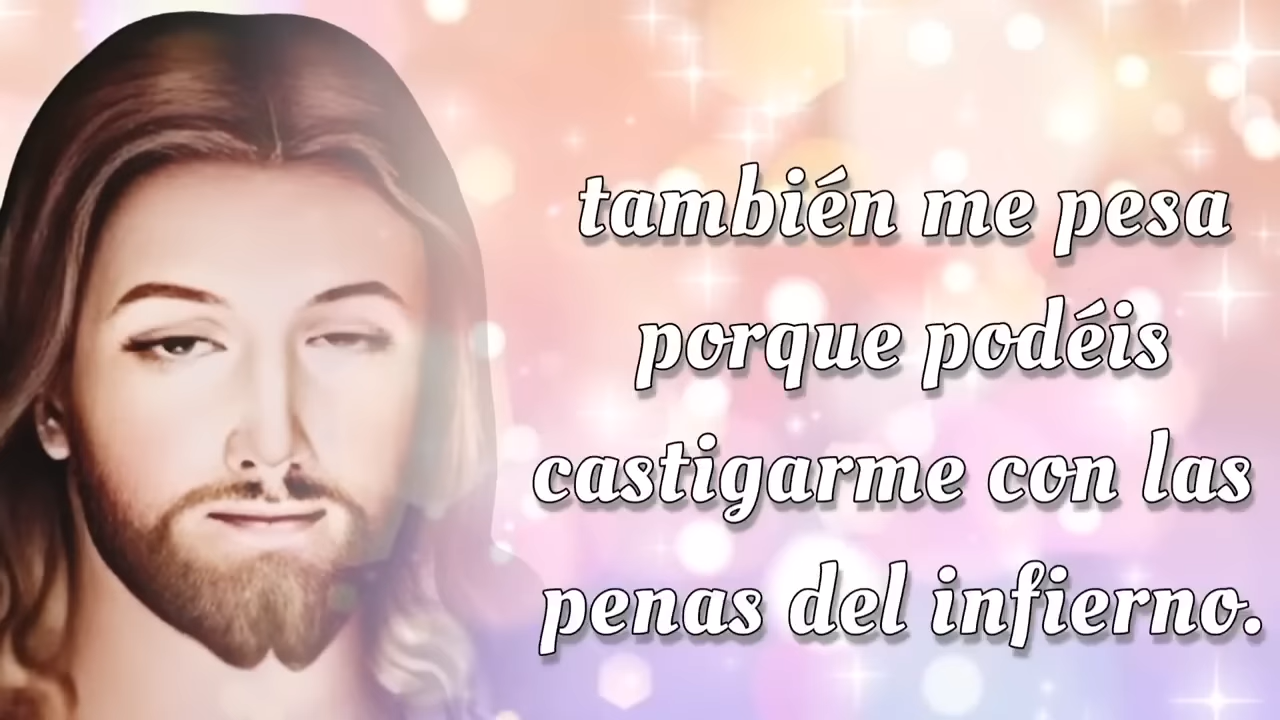 también me pesa
porque podéis
castigarme con las
penas del infierno.